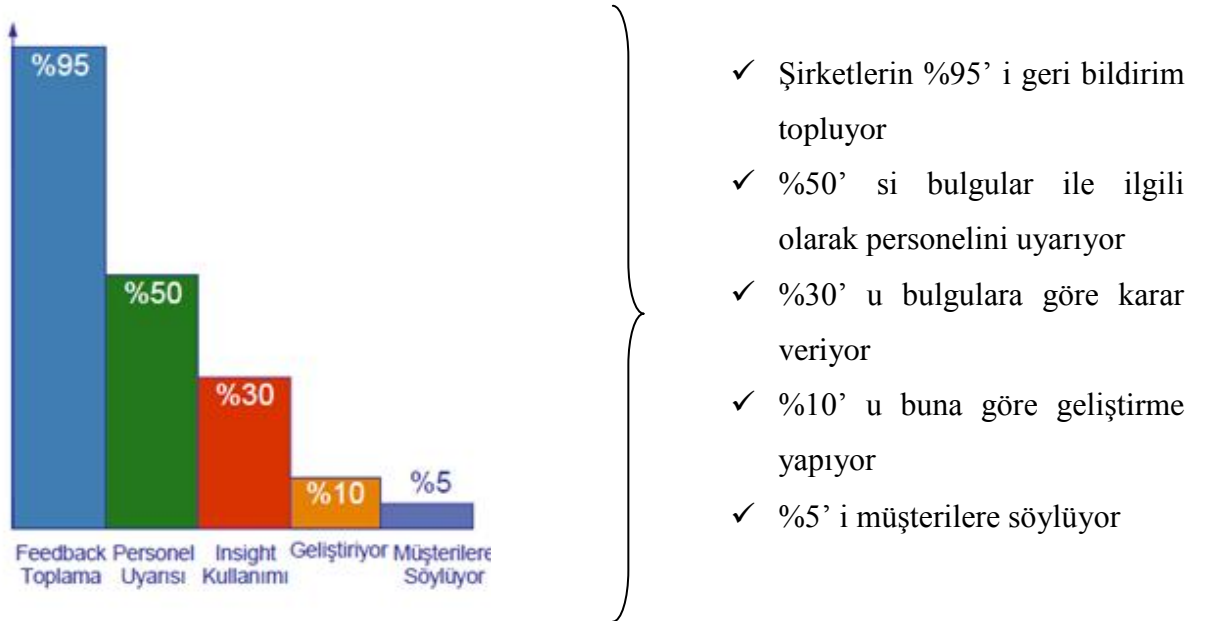 %95
%50
%30
%10
%5
Feedback Toplama
Personel Uyarısı
Insight Kullanımı
Geliştiriyor
Müşterilere Söylüyor
✓ Şirketlerin %95’ i geri bildirim
topluyor
✓ %50’ si bulgular ile ilgili
olarak personelini uyarıyor
✓ %30’ u bulgulara göre karar
veriyor
✓ %10’ u buna göre geliştirme
yapıyor
✓ %5’ i müşterilere söylüyor